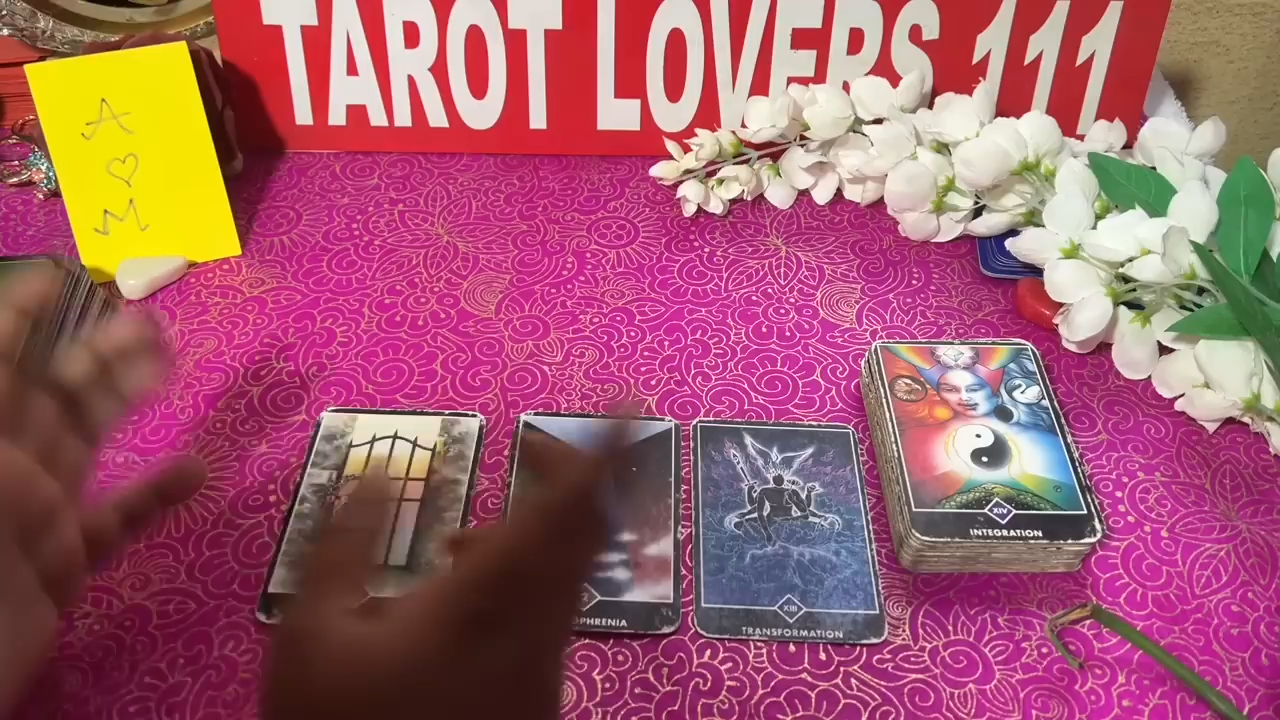 TAROT LOVERS 111
A
♡
M
XIV
INTEGRATION
PHRENIA
XIII
TRANSFORMATION